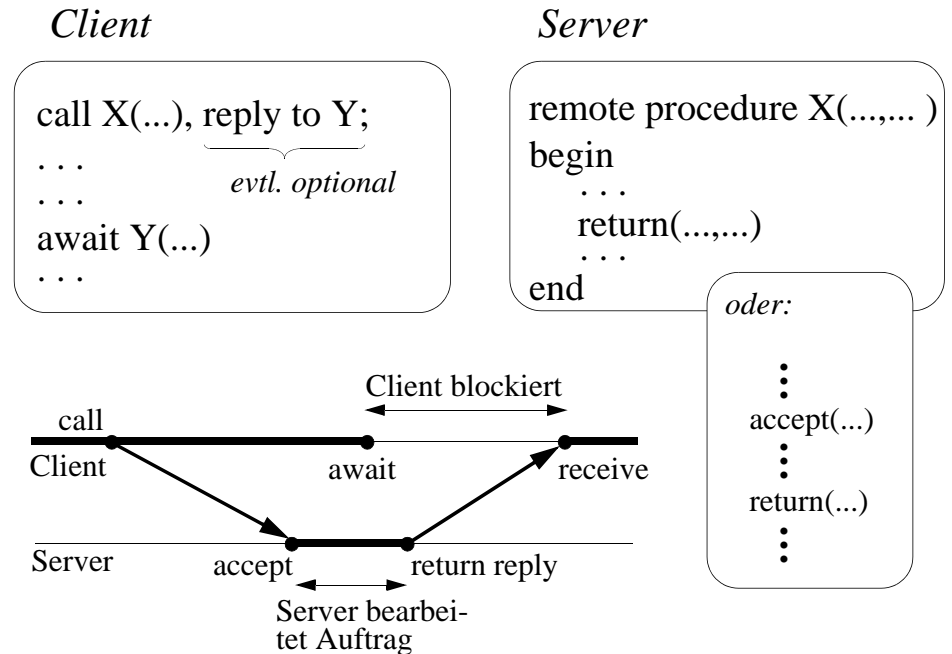 Client
call X(...), reply to Y;
evtl. optional
. . .
. . .
await Y(...)
. . .
Server
remote procedure X(...,... )
begin
. . .
return(...,...)
. . .
end
oder:
accept(...)
return(...)
Client blockiert
call
Client
await
receive
Server
accept
return reply
Server bearbei-
tet Auftrag